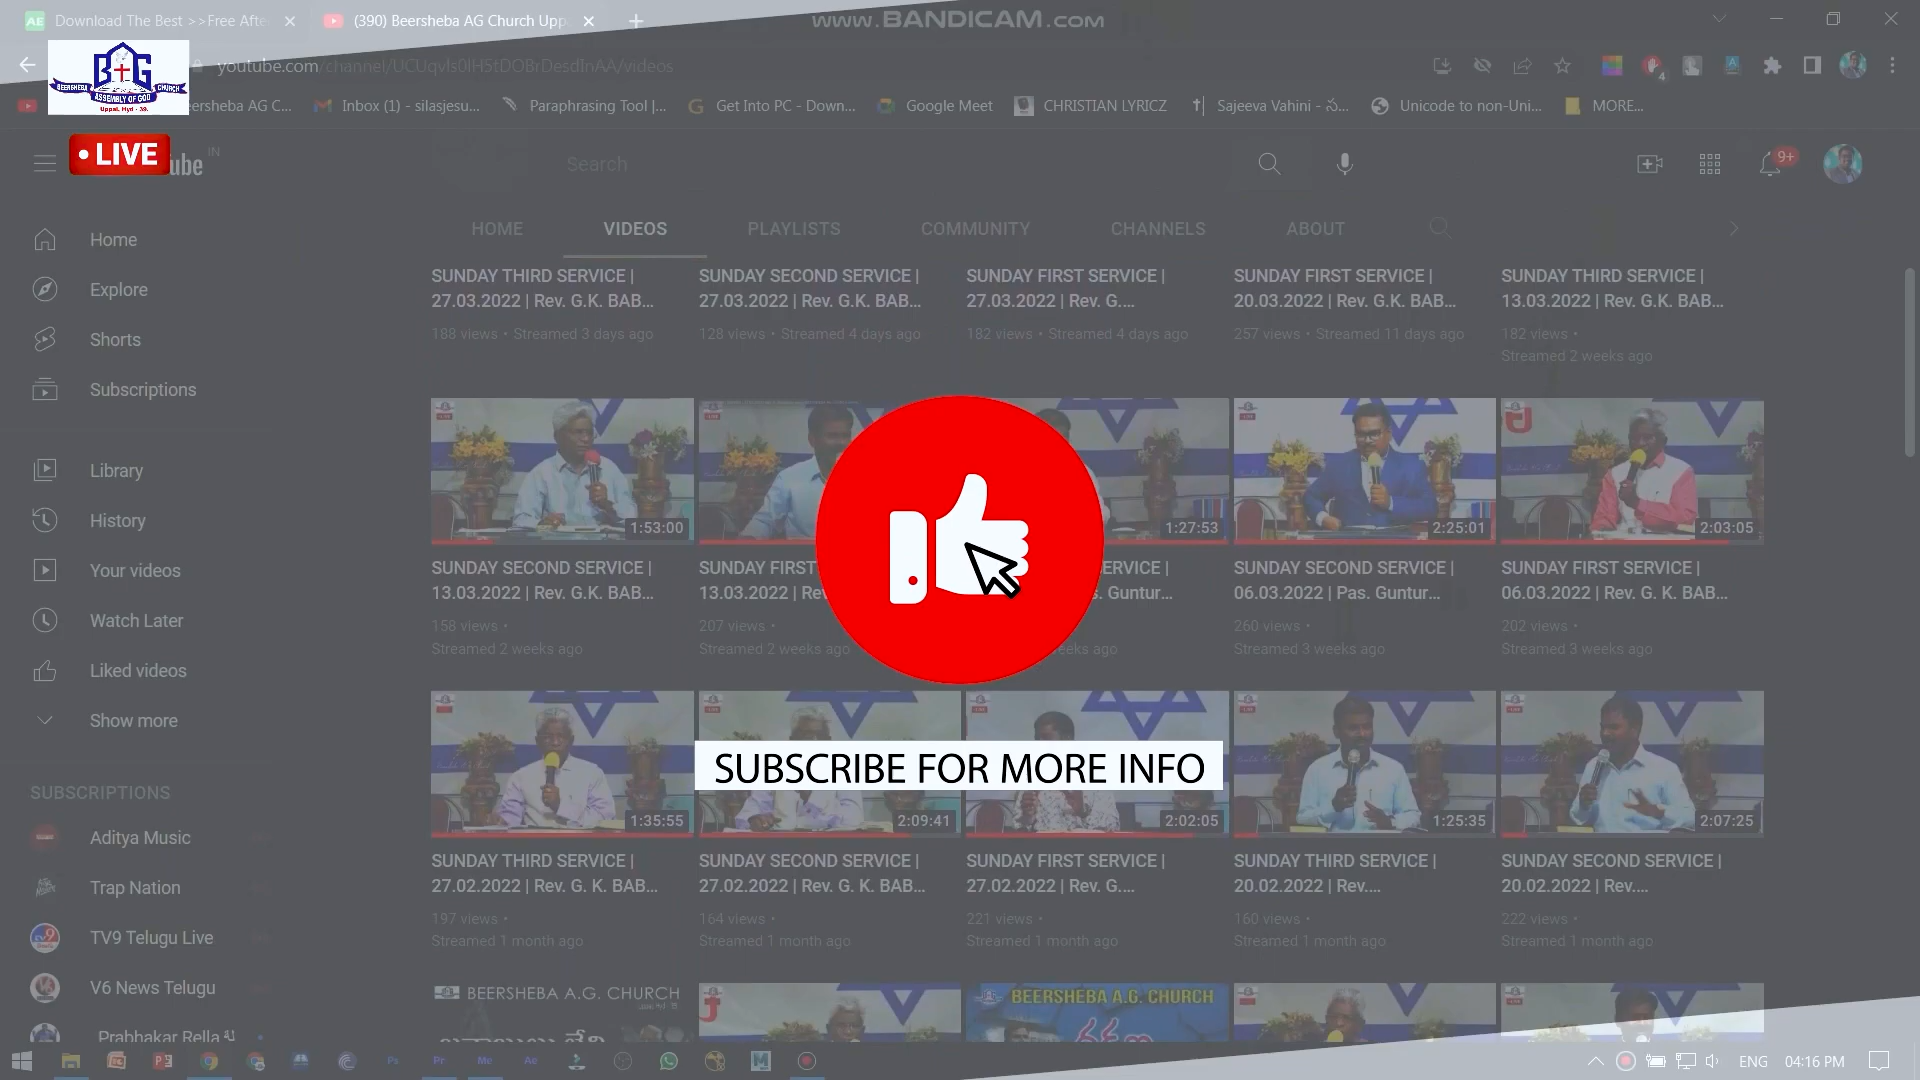 Download The Best >>Free Afte
(390) Beersheba AG Church Upp
www.BANDICAM.com
youtube.com/channel/UCUqvls0lIHStDOBrDesdInAA/videos
BEERSHEBA B G CHURCH
ASSEMBLY OF GOD
Uppal, Hyd - 39.
eersheba AG C...
Inbox (1) - silasjesu...
Paraphrasing Tool |...
Get Into PC - Down...
Google Meet
CHRISTIAN LYRICZ
Sajeeva Vahini - స...
Unicode to non-Uni...
MORE...
LIVE
ube IN
Search
9+
Home
Explore
Shorts
Subscriptions
Library
History
Your videos
Watch Later
Liked videos
Show more
SUBSCRIPTIONS
Aditya Music
Trap Nation
TV9 Telugu Live
V6 News Telugu
Prabhakar Rella
HOME VIDEOS PLAYLISTS COMMUNITY CHANNELS ABOUT
SUNDAY THIRD SERVICE |
27.03.2022 | Rev. G.K. BAB...
188 views • Streamed 3 days ago
SUNDAY SECOND SERVICE |
27.03.2022 | Rev. G.K. BAB...
128 views • Streamed 4 days ago
SUNDAY FIRST SERVICE |
27.03.2022 | Rev. G....
182 views • Streamed 4 days ago
SUNDAY FIRST SERVICE |
20.03.2022 | Rev. G.K. BAB...
257 views • Streamed 11 days ago
SUNDAY THIRD SERVICE |
13.03.2022 | Rev. G.K. BAB...
182 views •
Streamed 2 weeks ago
1:53:00
SUNDAY SECOND SERVICE |
13.03.2022 | Rev. G.K. BAB...
158 views •
Streamed 2 weeks ago
SUNDAY FIRST
13.03.2022 | Re
207 views •
Streamed 2 weeks ago
1:27:53
ERVICE |
s. Guntur...
eeks ago
2:25:01
SUNDAY SECOND SERVICE |
06.03.2022 | Pas. Guntur...
260 views •
Streamed 3 weeks ago
2:03:05
SUNDAY FIRST SERVICE |
06.03.2022 | Rev. G. K. BAB...
202 views •
Streamed 3 weeks ago
SUBSCRIBE FOR MORE INFO
1:35:55
SUNDAY THIRD SERVICE |
27.02.2022 | Rev. G. K. BAB...
197 views •
Streamed 1 month ago
2:09:41
SUNDAY SECOND SERVICE |
27.02.2022 | Rev. G. K. BAB...
164 views •
Streamed 1 month ago
2:02:05
SUNDAY FIRST SERVICE |
27.02.2022 | Rev. G....
221 views •
Streamed 1 month ago
1:25:35
SUNDAY THIRD SERVICE |
20.02.2022 | Rev....
160 views •
Streamed 1 month ago
2:07:25
SUNDAY SECOND SERVICE |
20.02.2022 | Rev....
222 views •
Streamed 1 month ago
BEERSHEBA A.G. CHURCH
BEERSHEBA A.G. CHURCH
ENG
04:16 PM